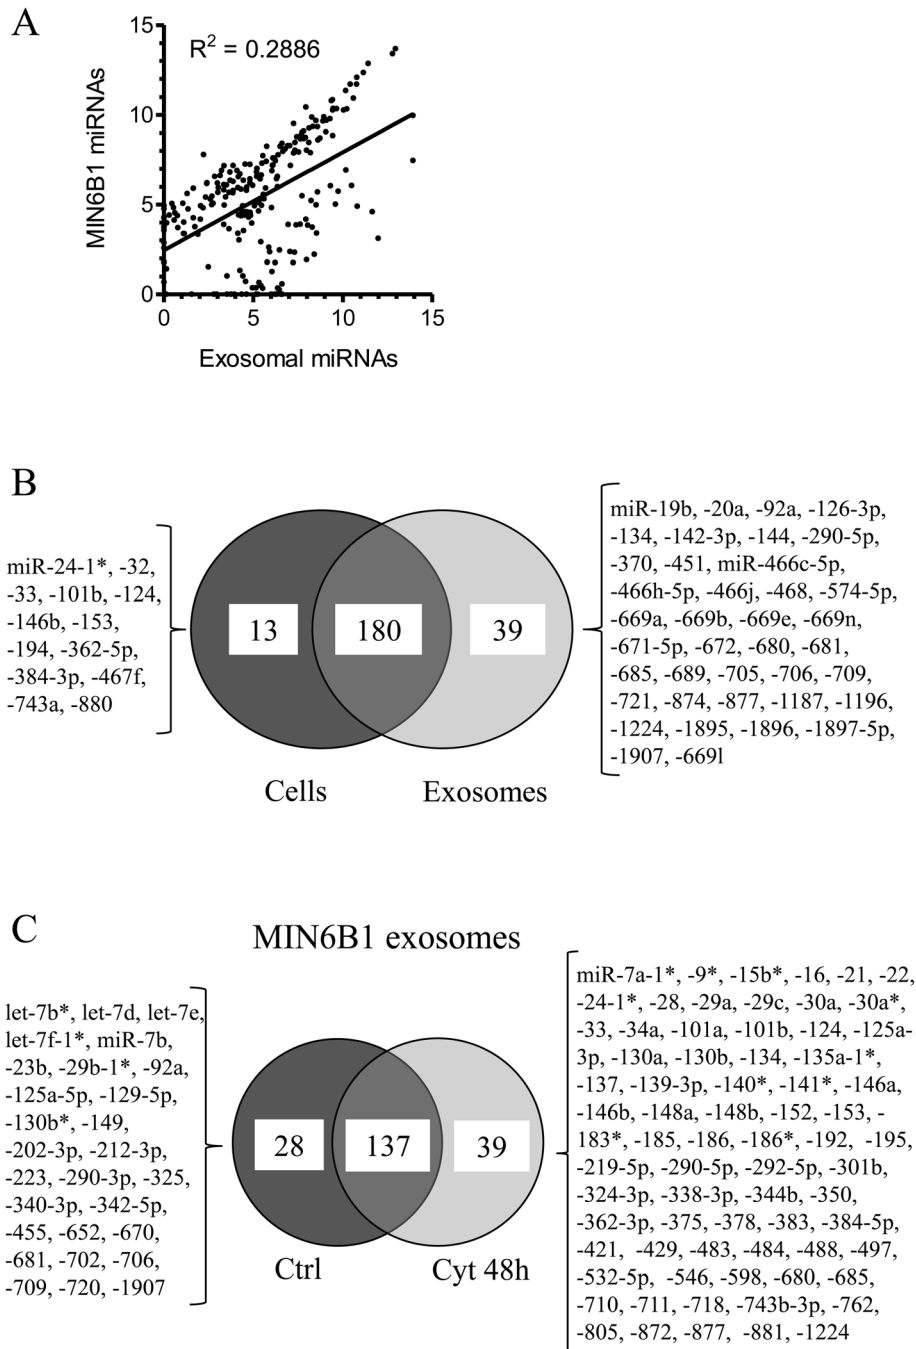 A
15
R2 = 0.2886
10
MIN6B1 miRNAs
5
0
0 5 10 15
Exosomal miRNAs
B
miR-24-1*, -32,
-33, -101b, -124,
-146b, -153,
-194, -362-5p,
-384-3p, -467f,
-743a, -880
13 180 39
Cells Exosomes
miR-19b, -20a, -92a, -126-3p,
-134, -142-3p, -144, -290-5p,
-370, -451, miR-466c-5p,
-466h-5p, -466j, -468, -574-5p,
-669a, -669b, -669e, -669n,
-671-5p, -672, -680, -681,
-685, -689, -705, -706, -709,
-721, -874, -877, -1187, -1196,
-1224, -1895, -1896, -1897-5p,
-1907, -669l
C
MIN6B1 exosomes
let-7b*, let-7d, let-7e,
let-7f-1*, miR-7b,
-23b, -29b-1*, -92a,
-125a-5p, -129-5p,
-130b*, -149,
-202-3p, -212-3p,
-223, -290-3p, -325,
-340-3p, -342-5p,
-455, -652, -670,
-681, -702, -706,
-709, -720, -1907
28 137 39
Ctrl Cyt 48h
miR-7a-1*, -9*, -15b*, -16, -21, -22,
-24-1*, -28, -29a, -29c, -30a, -30a*,
-33, -34a, -101a, -101b, -124, -125a-
3p, -130a, -130b, -134, -135a-1*,
-137, -139-3p, -140*, -141*, -146a,
-146b, -148a, -148b, -152, -153, -
183*, -185, -186, -186*, -192, -195,
-219-5p, -290-5p, -292-5p, -301b,
-324-3p, -338-3p, -344b, -350,
-362-3p, -375, -378, -383, -384-5p,
-421, -429, -483, -484, -488, -497,
-532-5p, -546, -598, -680, -685,
-710, -711, -718, -743b-3p, -762,
-805, -872, -877, -881, -1224